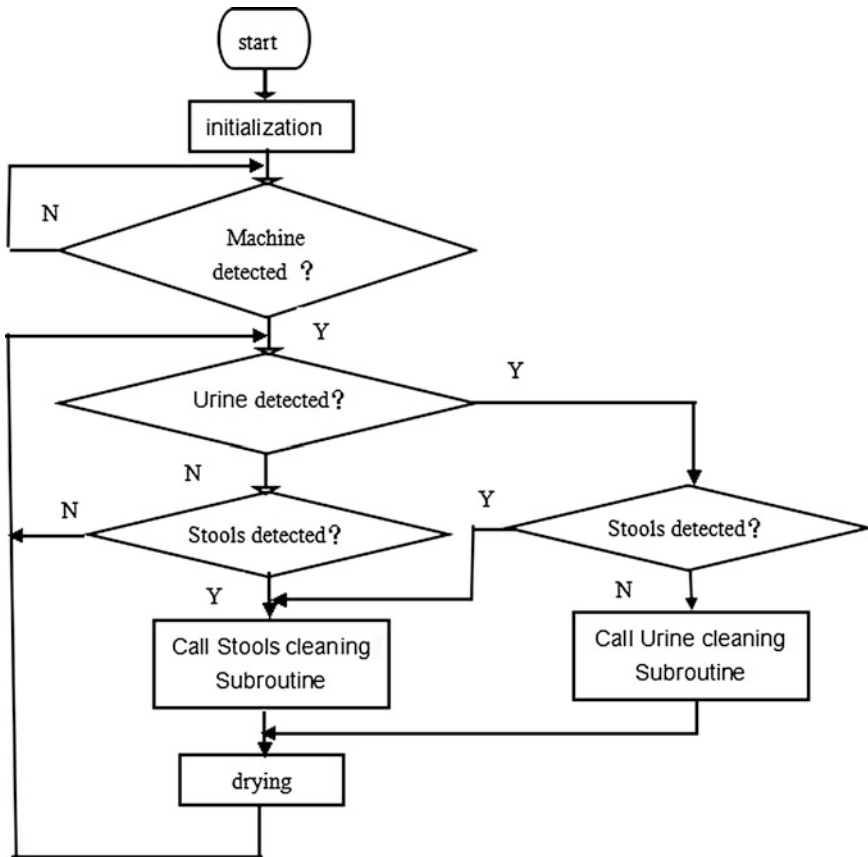 start
initialization
N
Machine
detected ?
Y
Urine detected?
Y
N
N
Stools detected?
Y
Stools detected?
Y
N
Call Stools cleaning
Subroutine
Call Urine cleaning
Subroutine
drying